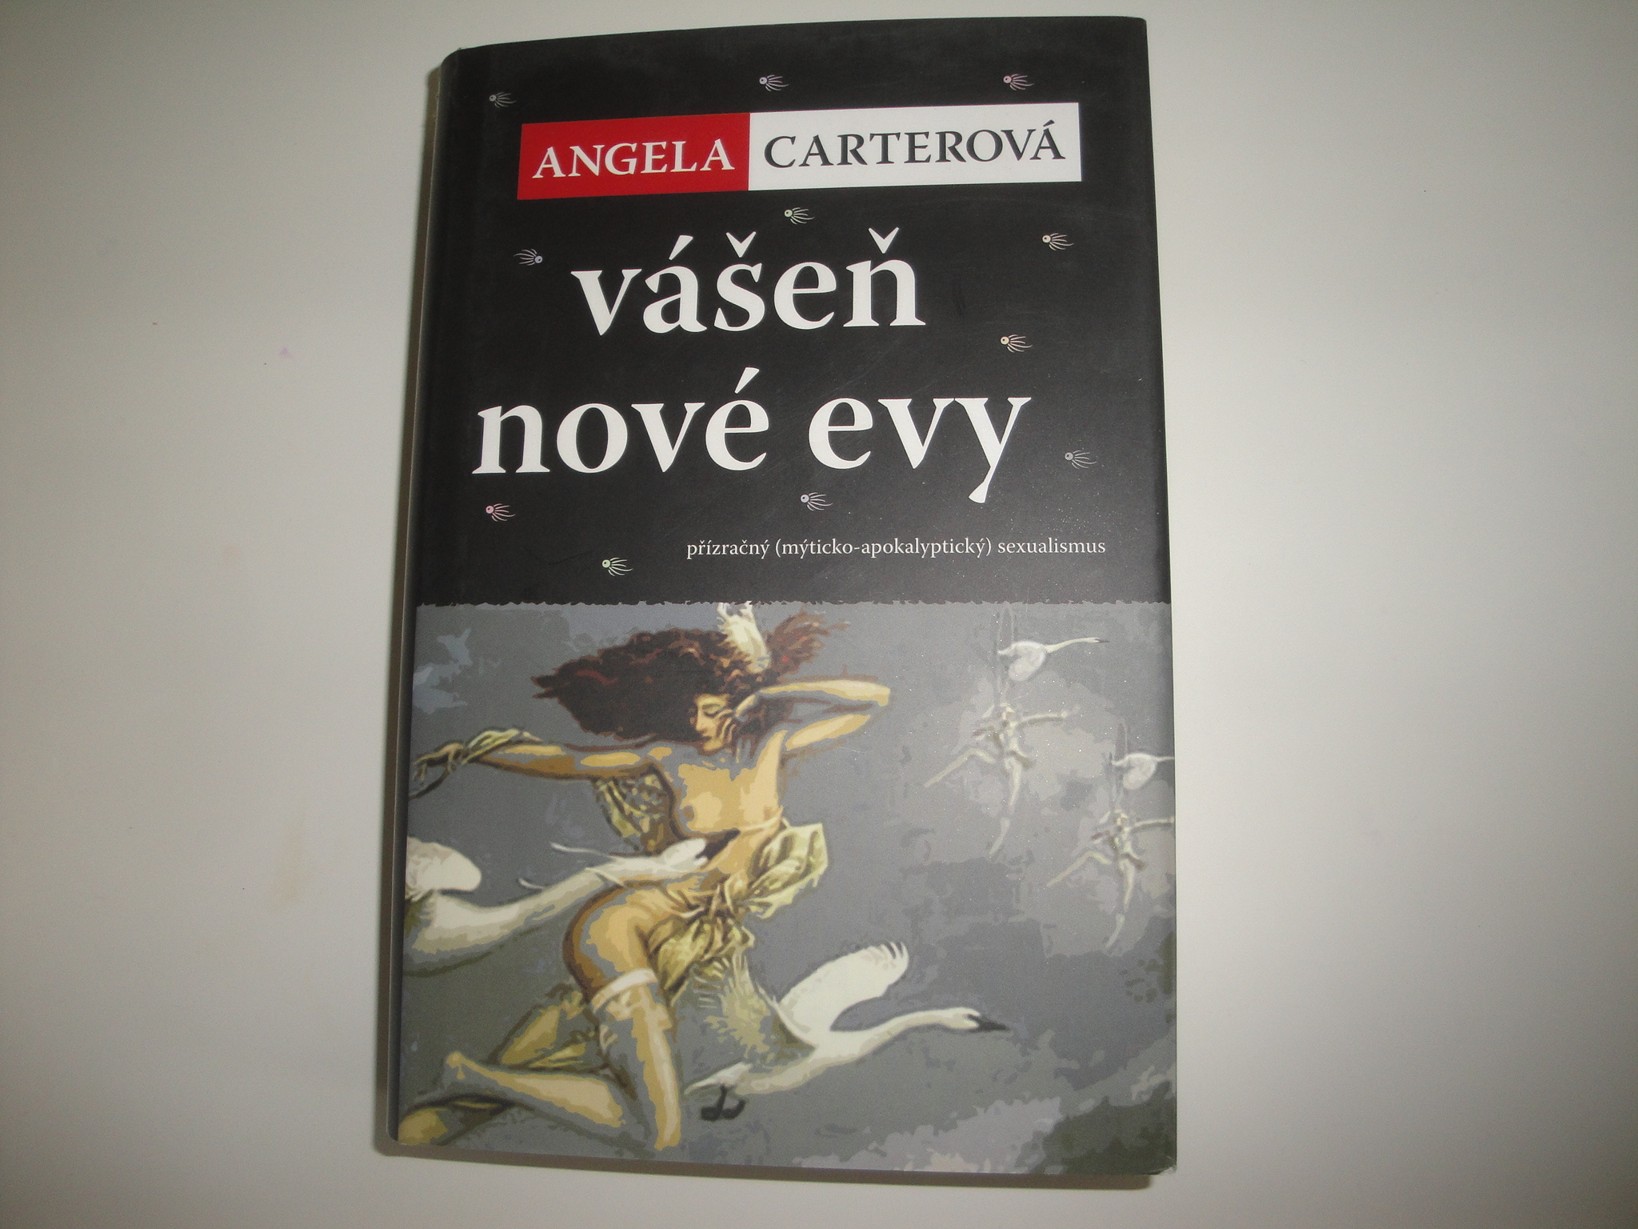 ANGELA CARTEROVÁ
vášeň
nové evy
přízračný (mýticko-apokalyptický) sexualismus